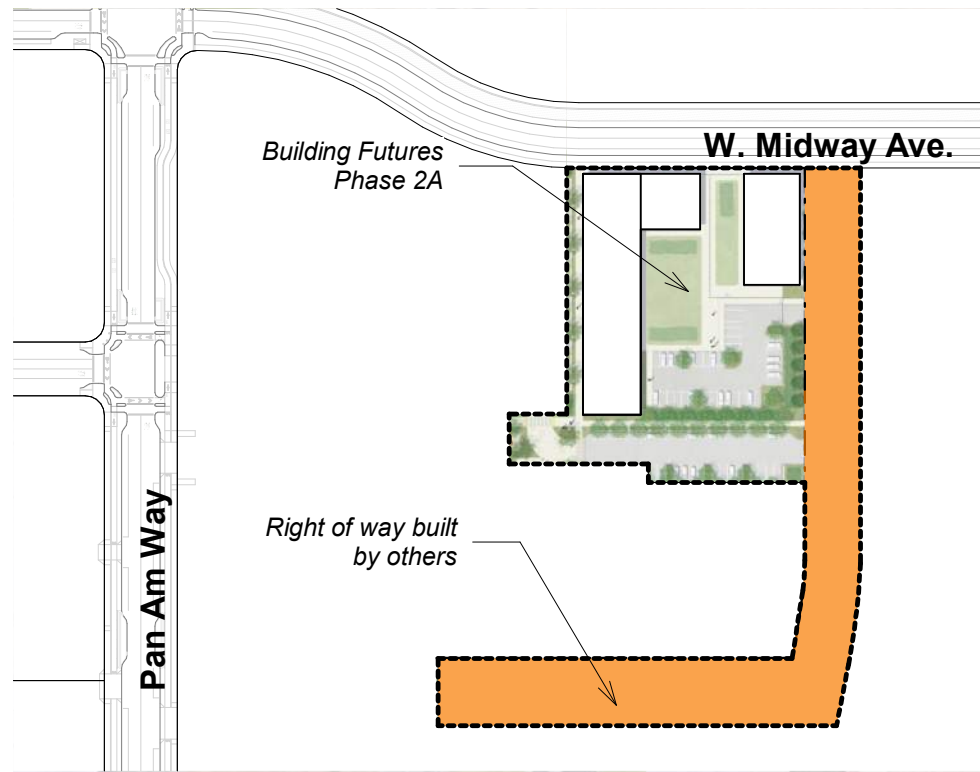 W. Midway Ave.
Building Futures
Phase 2A
Right of way built
by others
Pan Am Way